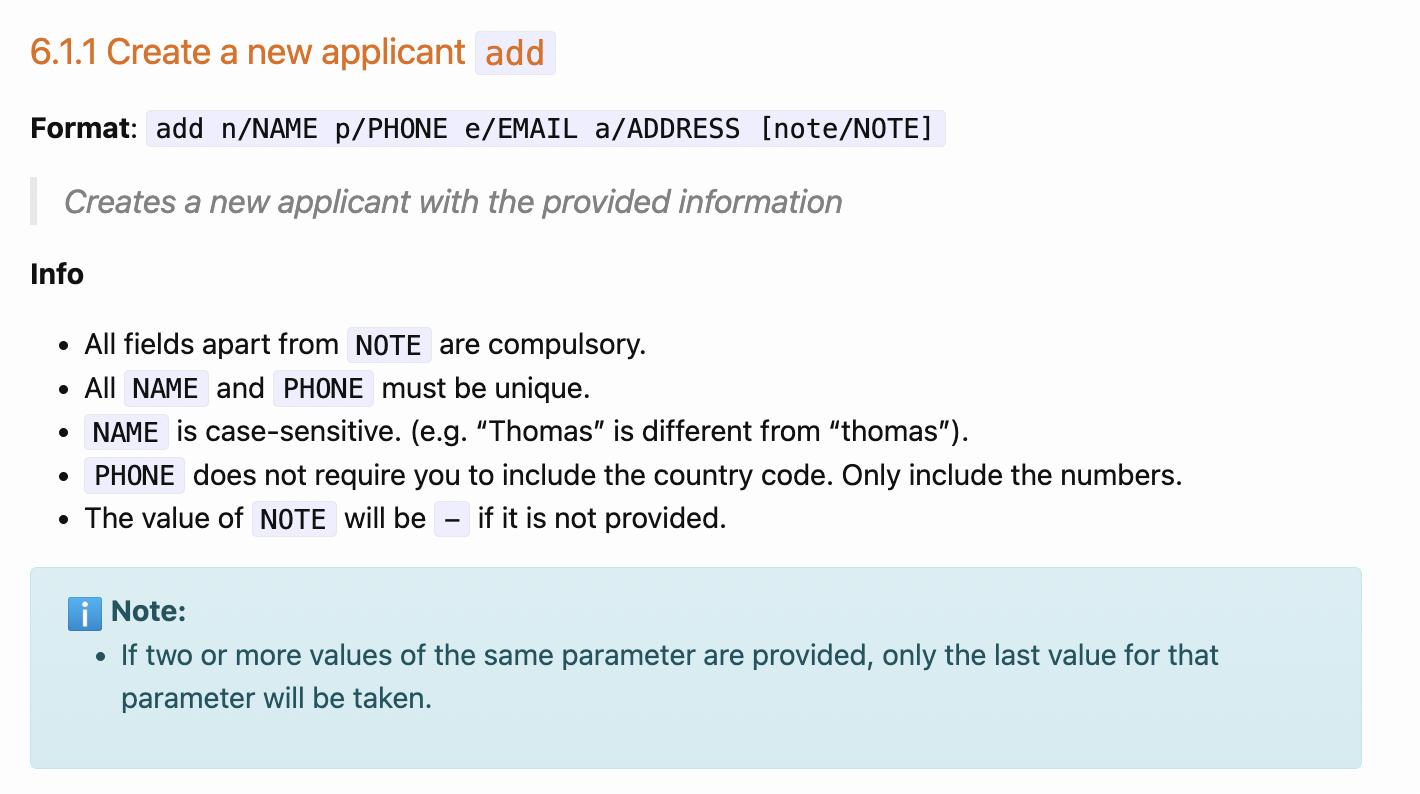 6.1.1 Create a new applicant add
Format: add n/NAME p/PHONE e/EMAIL a/ADDRESS [note/NOTE]
Creates a new applicant with the provided information
Info
• All fields apart from NOTE are compulsory.
• All NAME and PHONE must be unique.
• NAME is case-sensitive. (e.g. “Thomas” is different from “thomas”).
• PHONE does not require you to include the country code. Only include the numbers.
• The value of NOTE will be – if it is not provided.
ℹ️ Note:
• If two or more values of the same parameter are provided, only the last value for that
parameter will be taken.